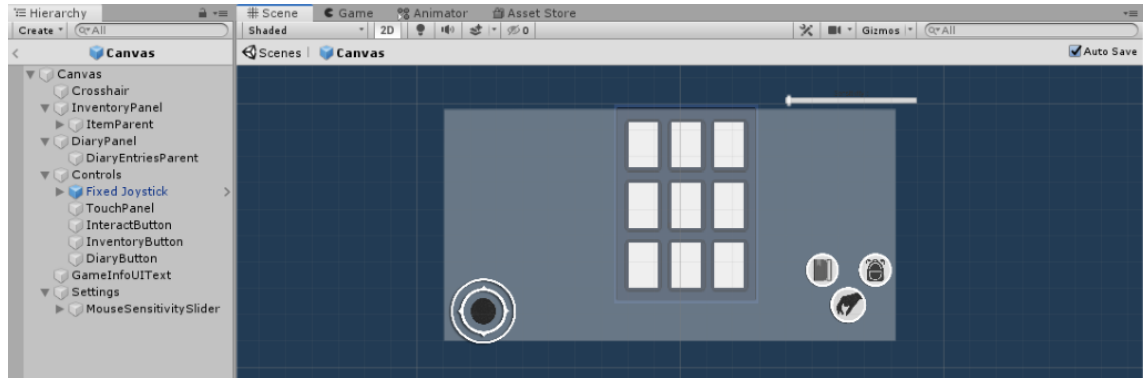 Hierarchy
Scene Game Animator Asset Store
Create All
Shaded 2D 0 Gizmos All
Canvas
Scenes Canvas Auto Save
Canvas
Crosshair
InventoryPanel
ItemParent
DiaryPanel
DiaryEntriesParent
Controls
Fixed Joystick
TouchPanel
InteractButton
InventoryButton
DiaryButton
GameInfoUIText
Settings
MouseSensitivitySlider